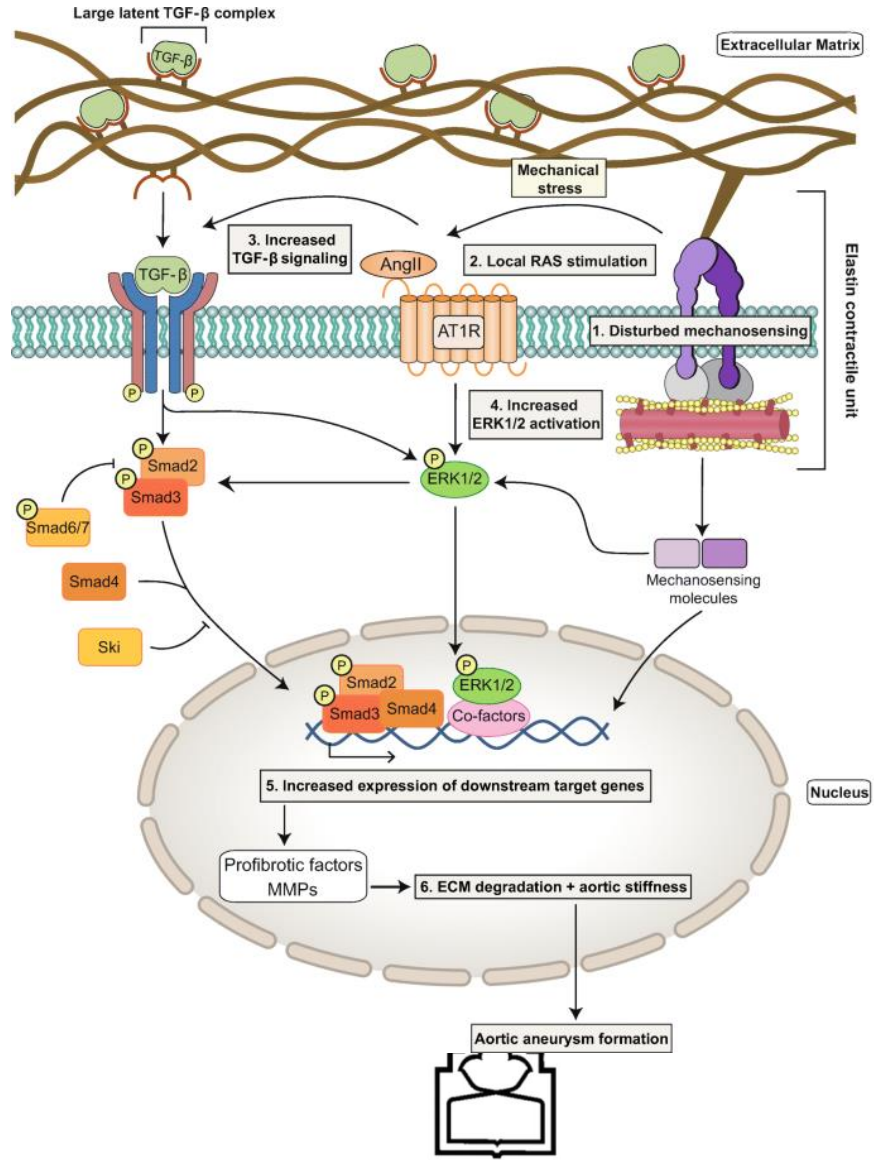 Large latent TGF-β complex
TGF-β
Extracellular Matrix
Mechanical
stress
3. Increased
TGF-β signaling
AngII
2. Local RAS stimulation
TGF-β
AT1R
1. Disturbed mechanosensing
Elastin contractile unit
P
P
4. Increased
ERK1/2 activation
P
Smad2
P
Smad3
P
ERK1/2
P
Smad6/7
Smad4
Mechanosensing
molecules
Ski
P
Smad2
P
Smad3
Smad4
P
ERK1/2
Co-factors
5. Increased expression of downstream target genes
Nucleus
Profibrotic factors
MMPs
6. ECM degradation + aortic stiffness
Aortic aneurysm formation